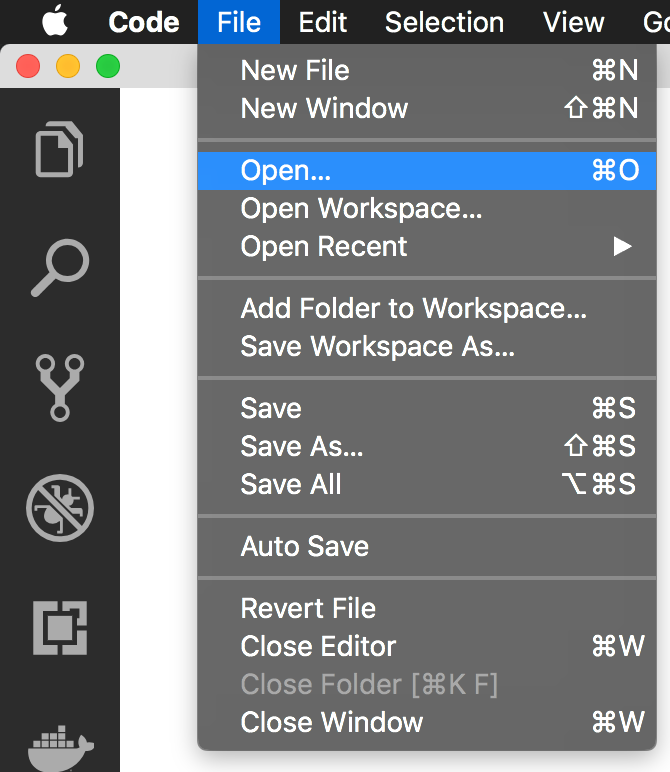 Code File Edit Selection View Go
New File ⌘N
New Window ⇧⌘N
Open... ⌘O
Open Workspace...
Open Recent ▶
Add Folder to Workspace...
Save Workspace As...
Save ⌘S
Save As... ⇧⌘S
Save All ⌥⌘S
Auto Save
Revert File
Close Editor ⌘W
Close Folder [⌘K F]
Close Window ⌘W